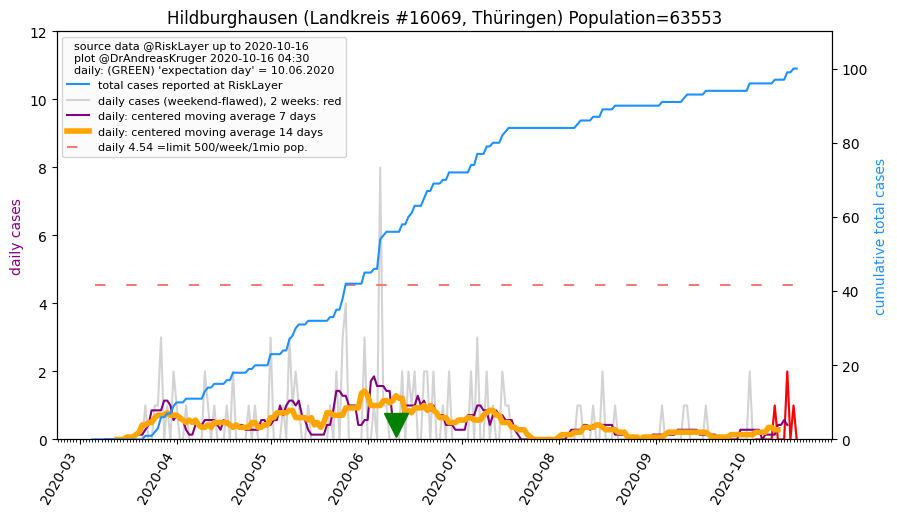 Hildburghausen (Landkreis #16069, Thüringen) Population=63553
source data @RiskLayer up to 2020-10-16
plot @DrAndreasKruger 2020-10-16 04:30
daily: (GREEN) 'expectation day' = 10.06.2020
total cases reported at RiskLayer
daily cases (weekend-flawed), 2 weeks: red
daily: centered moving average 7 days
daily: centered moving average 14 days
daily 4.54 =limit 500/week/1mio pop.
daily cases
12
10
8
6
4
2
0
100
80
60
40
20
0
cumulative total cases
2020-03
2020-04
2020-05
2020-06
2020-07
2020-08
2020-09
2020-10